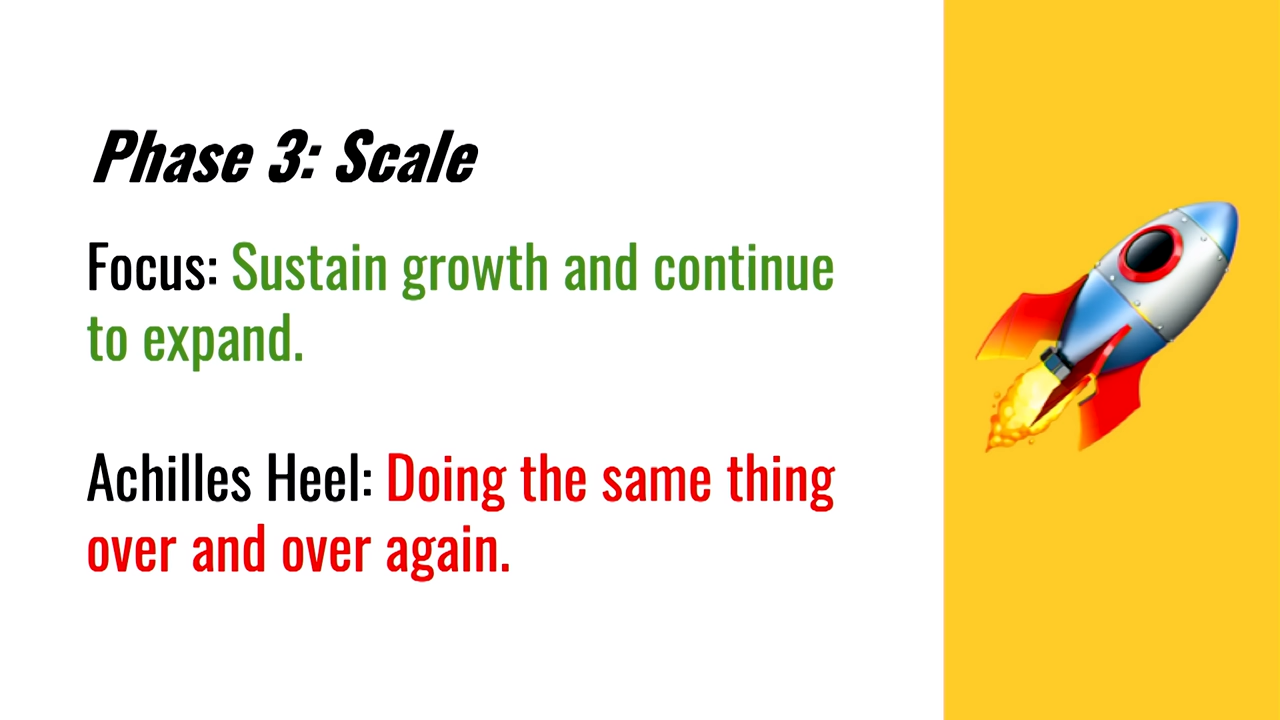 Phase 3: Scale
Focus: Sustain growth and continue
to expand.
Achilles Heel: Doing the same thing
over and over again.